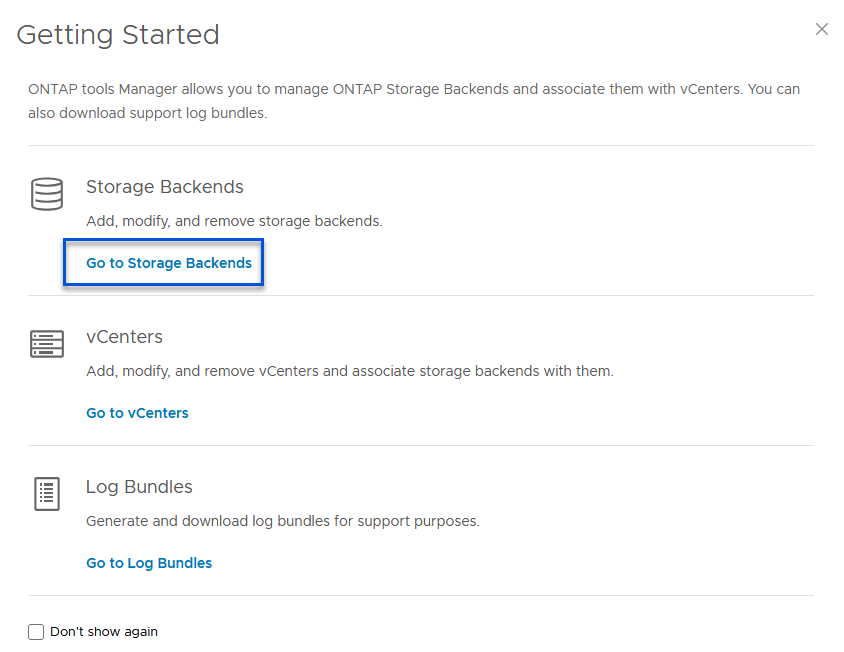 Getting Started
ONTAP tools Manager allows you to manage ONTAP Storage Backends and associate them with vCenters. You can
also download support log bundles.
Storage Backends
Add, modify, and remove storage backends.
Go to Storage Backends
vCenters
Add, modify, and remove vCenters and associate storage backends with them.
Go to vCenters
Log Bundles
Generate and download log bundles for support purposes.
Go to Log Bundles
Don't show again